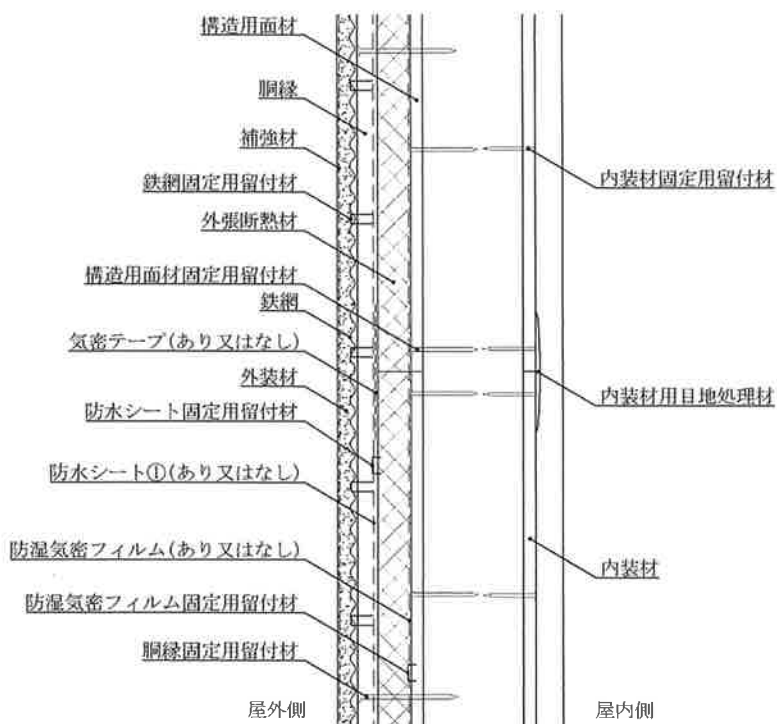 構造用面材
胴縁
補強材
鉄網固定用留付材
外張断熱材
構造用面材固定用留付材
鉄網
気密テープ(あり又はなし)
外装材
防水シート固定用留付材
防水シート①(あり又はなし)
防湿気密フィルム(あり又はなし)
防湿気密フィルム固定用留付材
胴縁固定用留付材
内装材固定用留付材
内装材用目地処理材
内装材
屋外側
屋内側